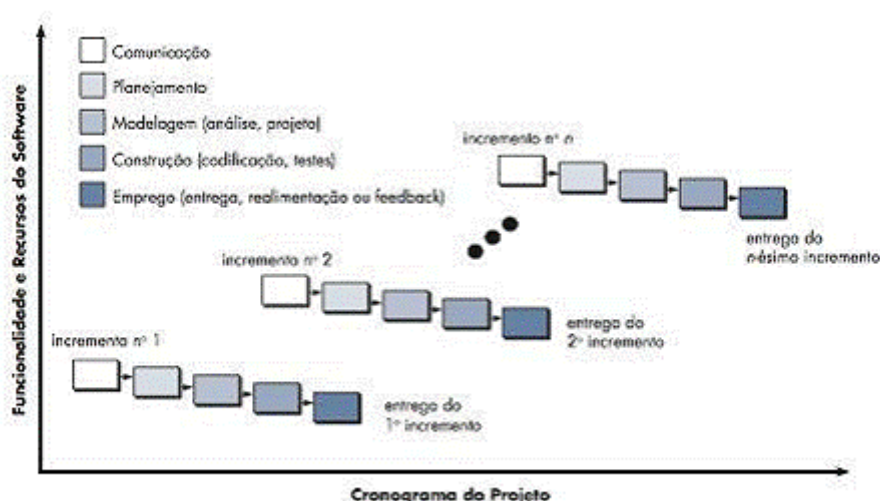 Funcionalidade e Recursos do Software
Comunicação
Planejamento
Modelagem (análise, projeto)
Construção (codificação, testes)
Emprego (entrega, realimentação ou feedback)
incremento nº n
entrega do
n-ésimo incremento
incremento nº 2
entrega do
2º incremento
incremento nº 1
entrega do
1º incremento
Cronograma do Projeto